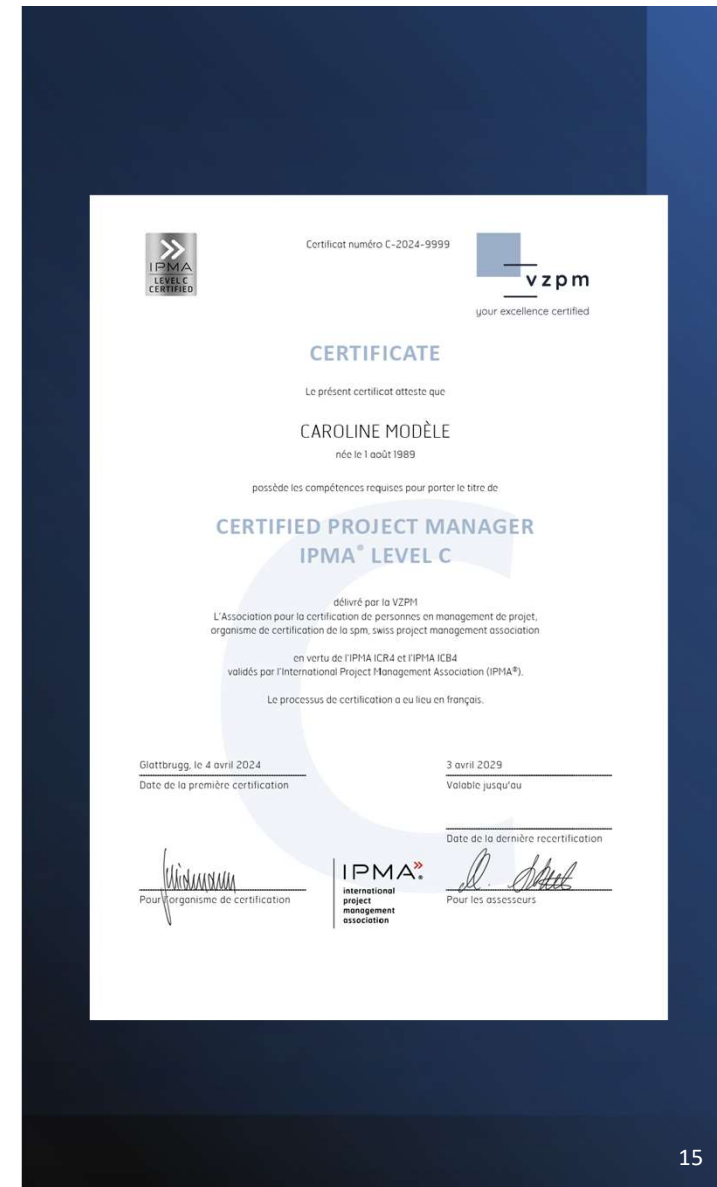 IPMA
LEVEL C
CERTIFIED
Certificat numéro C-2024-9999
vzpm
your excellence certified
CERTIFICATE
Le présent certificat atteste que
CAROLINE MODÈLE
née le 1 août 1989
possède les compétences requises pour porter le titre de
CERTIFIED PROJECT MANAGER
IPMA® LEVEL C
délivré par la VZPM
L'Association pour la certification de personnes en management de projet,
organisme de certification de la spm, swiss project management association
en vertu de l'IPMA ICR4 et l'IPMA ICB4
validés par l'International Project Management Association (IPMA®).
Le processus de certification a eu lieu en français.
Glattbrugg, le 4 avril 2024
Date de la première certification
3 avril 2029
Valable jusqu'au
Date de la dernière recertification
Pour l'organisme de certification
IPMA
international
project
management
association
Pour les assesseurs
15